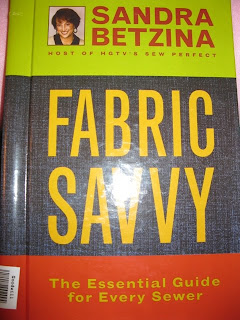 SANDRA
BETZINA
HOST OF HGTV'S SEW PERFECT
FABRIC
SAVVY
The Essential Guide
for Every Sewer